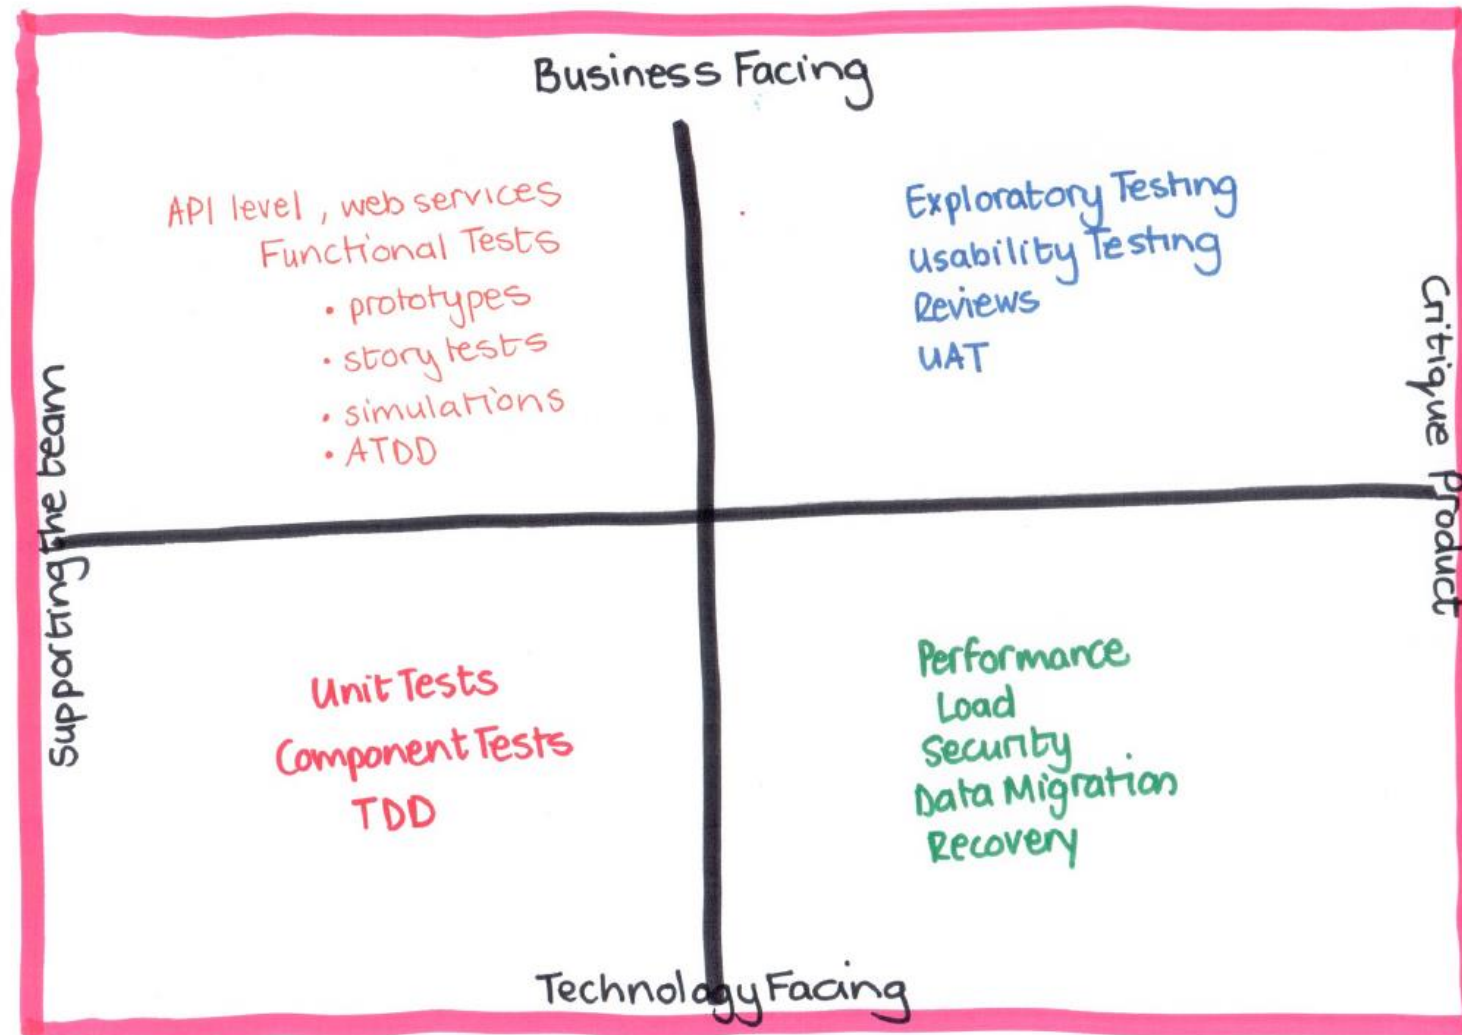 Business Facing
API level, web services
Functional Tests
• prototypes
• story tests
• simulations
• ATDD
Exploratory Testing
Usability Testing
Reviews
UAT
Supporting the team
Critique Product
Unit Tests
Component Tests
TDD
Performance
Load
Security
Data Migration
Recovery
Technology Facing